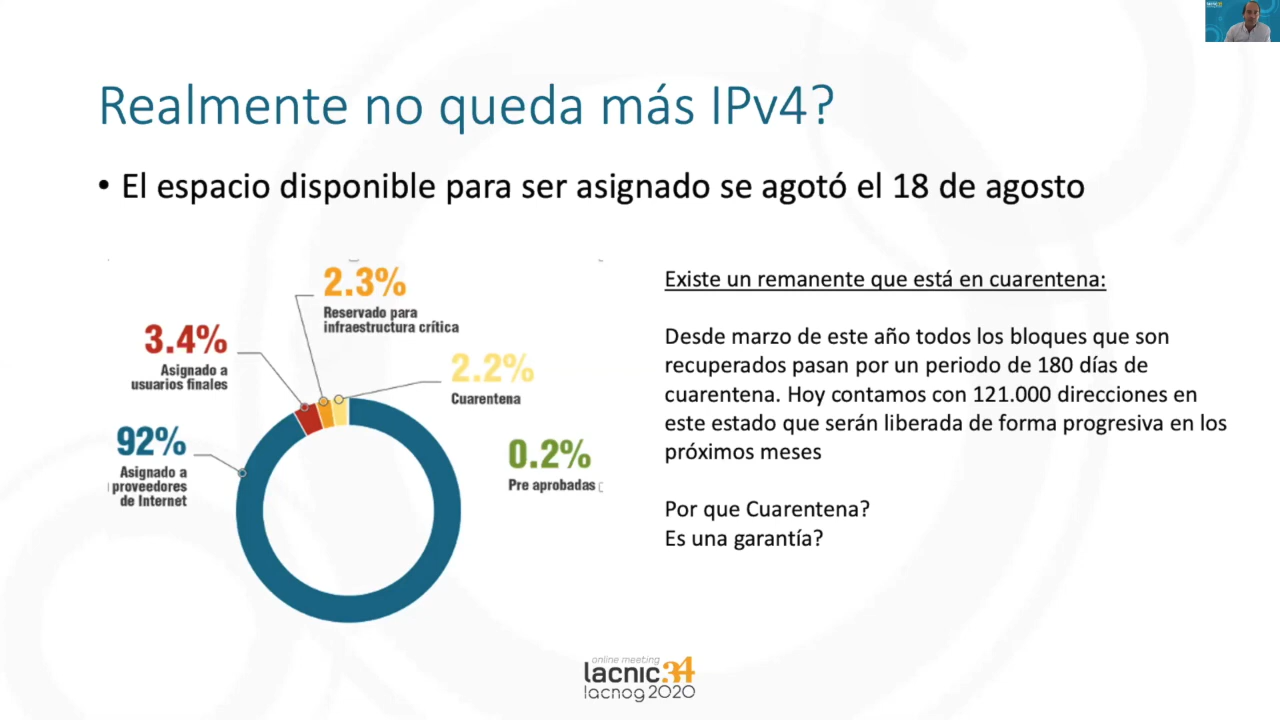 Realmente no queda más IPv4?
• El espacio disponible para ser asignado se agotó el 18 de agosto
2.3%
Reservado para
infraestructura crítica
3.4%
Asignado a
usuarios finales
2.2%
Cuarentena
92%
Asignado a
proveedores
de Internet
0.2%
Pre aprobadas
Existe un remanente que está en cuarentena:
Desde marzo de este año todos los bloques que son
recuperados pasan por un periodo de 180 días de
cuarentena. Hoy contamos con 121.000 direcciones en
este estado que serán liberada de forma progresiva en los
próximos meses
Por que Cuarentena?
Es una garantía?
online meeting
lacnic34
lacnog2020